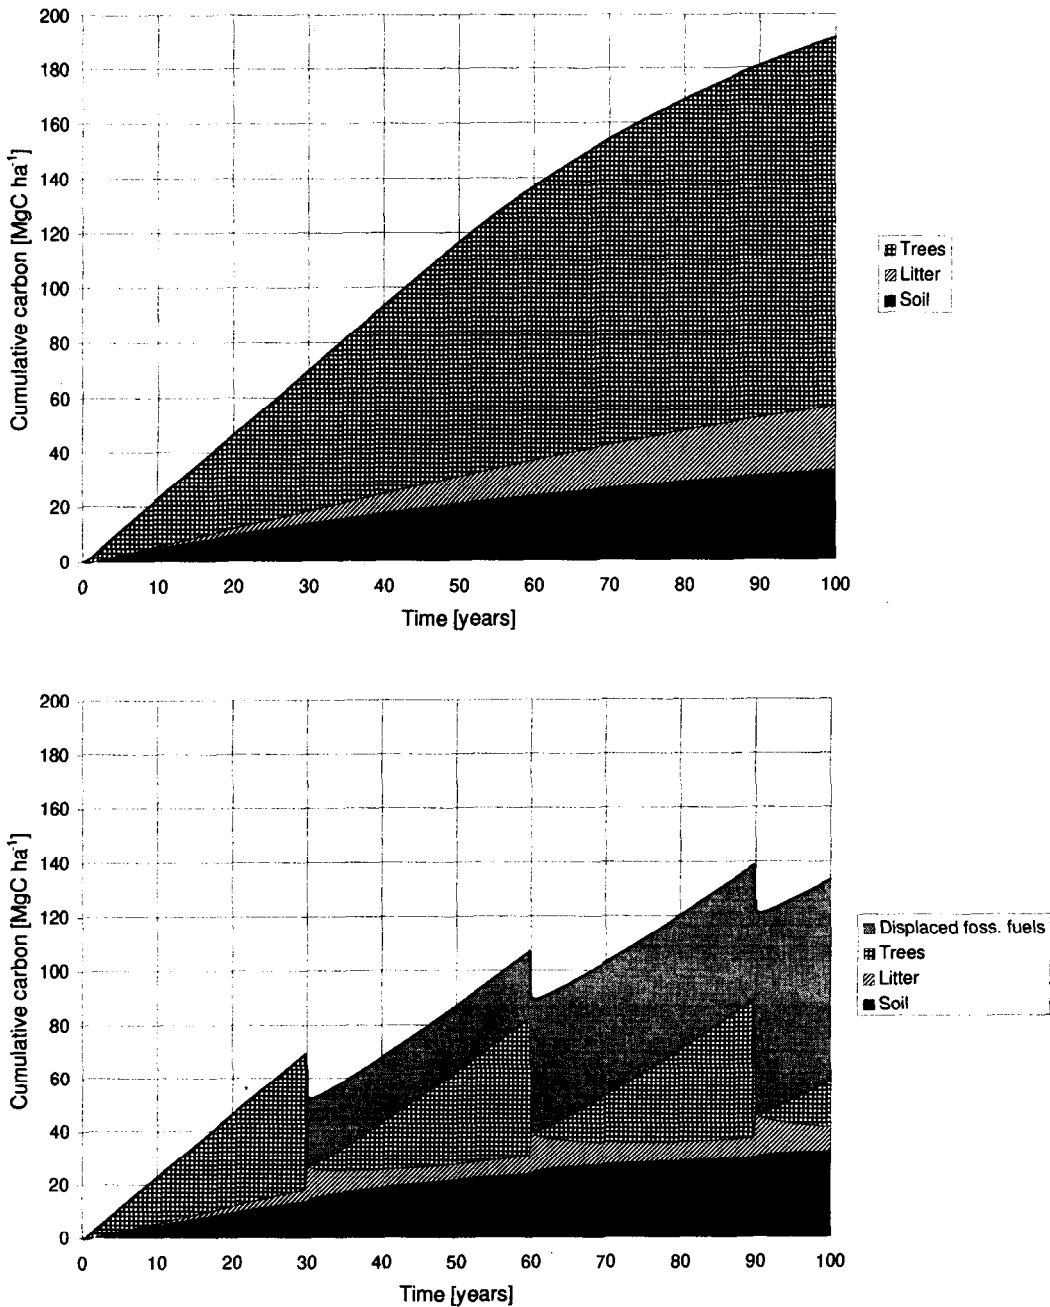 200
180
160
140
120
100
80
60
40
20
0
Cumulative carbon [MgC ha⁻¹]
0 10 20 30 40 50 60 70 80 90 100
Time [years]
Trees
Litter
Soil
200
180
160
140
120
100
80
60
40
20
0
Cumulative carbon [MgC ha⁻¹]
0 10 20 30 40 50 60 70 80 90 100
Time [years]
Displaced foss. fuels
Trees
Litter
Soil